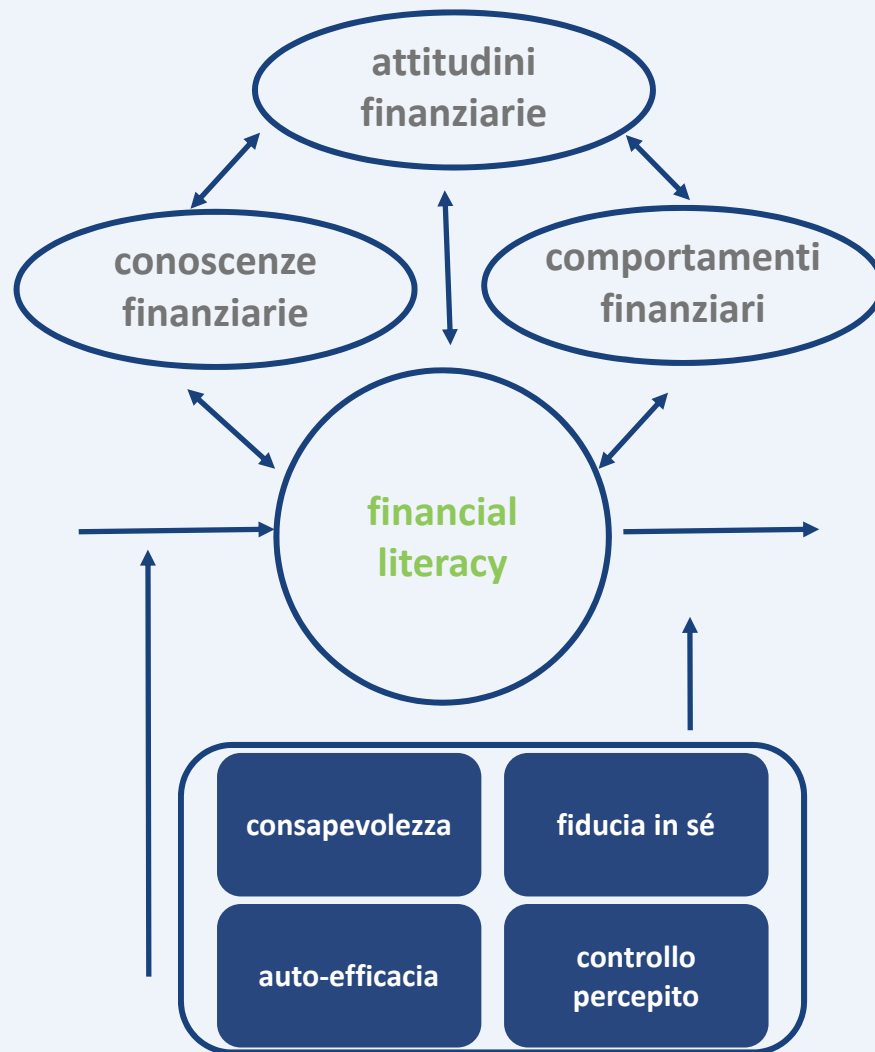 attitudini
finanziarie
conoscenze
finanziarie
comportamenti
finanziari
financial
literacy
consapevolezza
fiducia in sé
auto-efficacia
controllo
percepito